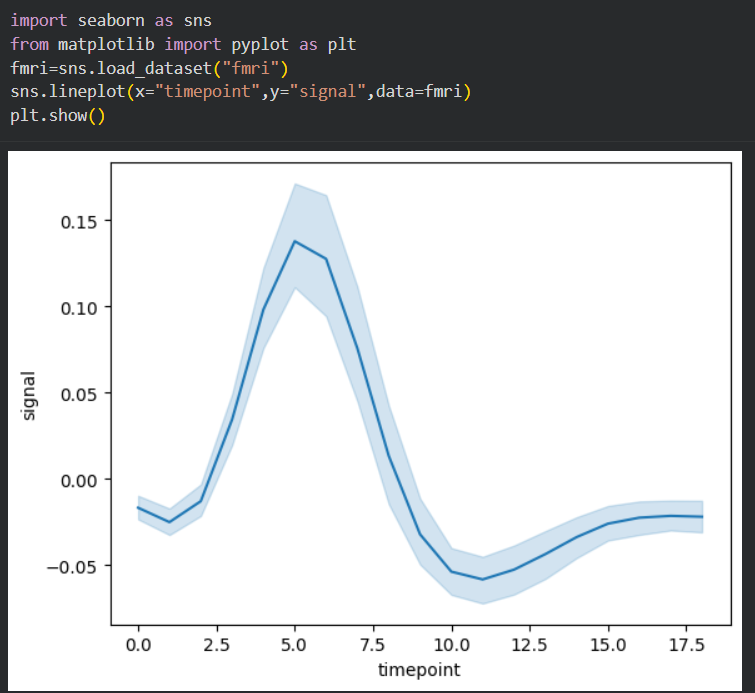 import seaborn as sns
from matplotlib import pyplot as plt
fmri=sns.load_dataset("fmri")
sns.lineplot(x="timepoint",y="signal",data=fmri)
plt.show()
0.15
0.10
0.05
0.00
−0.05
signal
0.0 2.5 5.0 7.5 10.0 12.5 15.0 17.5
timepoint